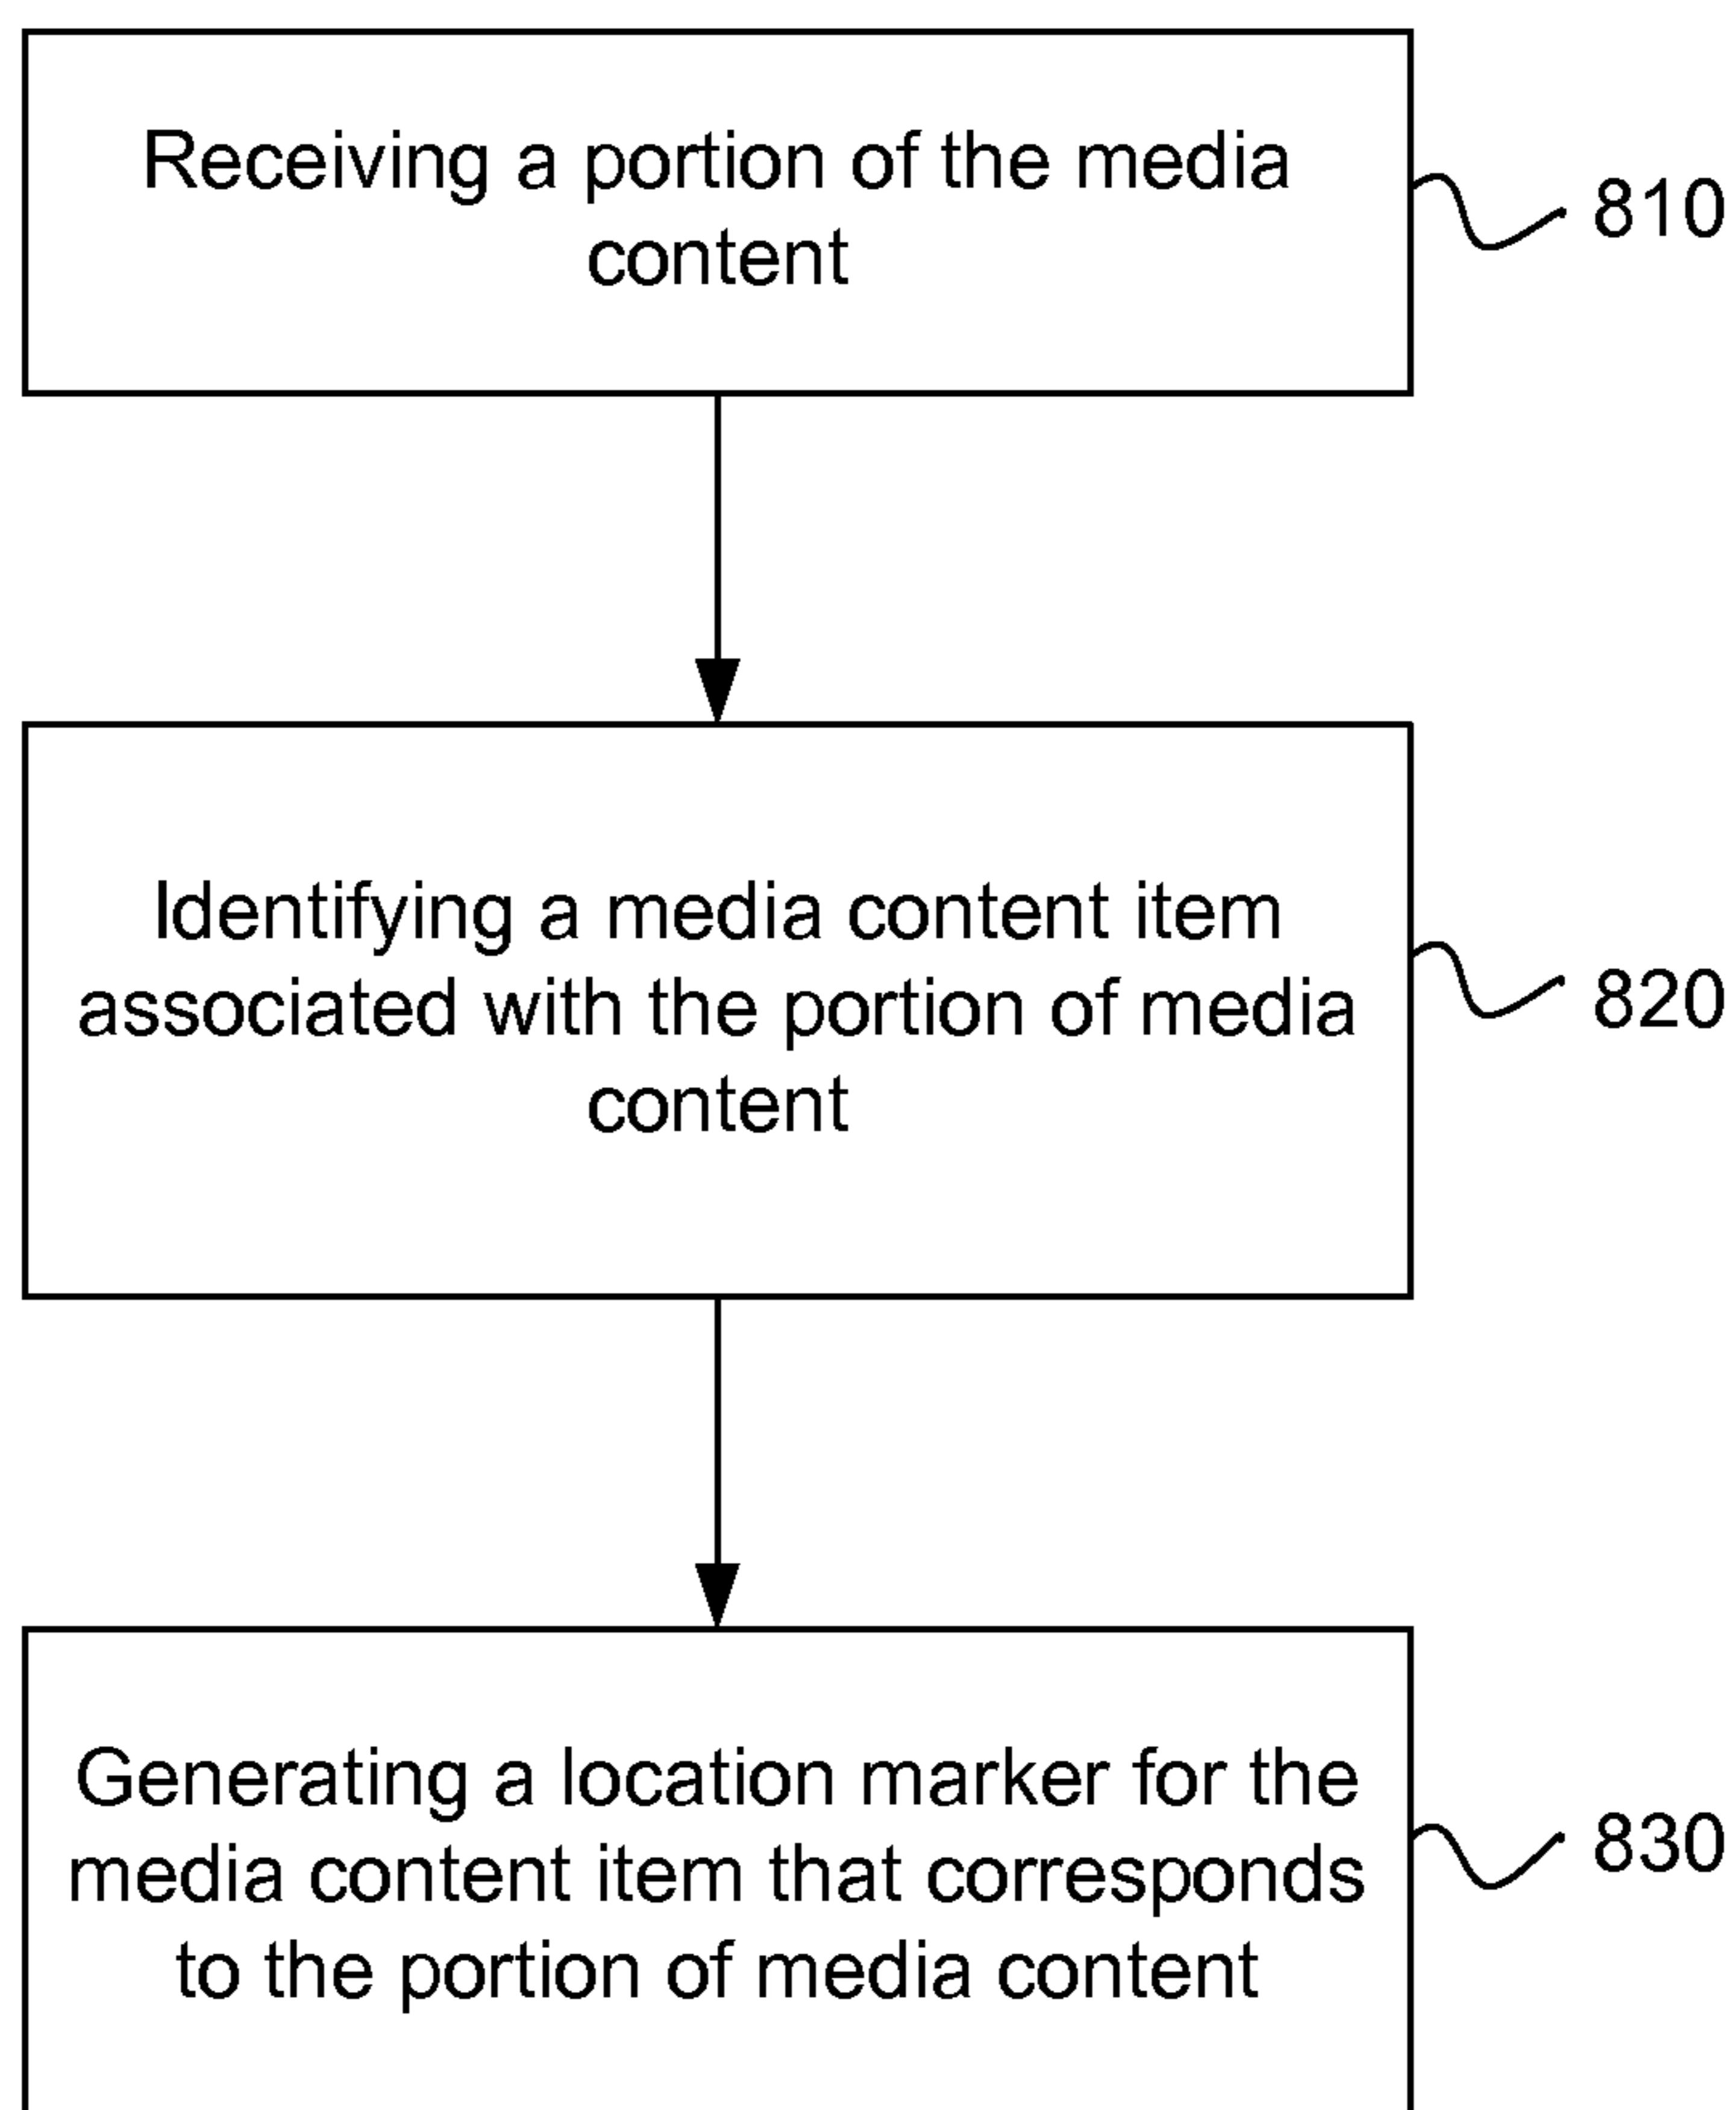 Receiving a portion of the media
content
810
Identifying a media content item
associated with the portion of media
content
820
Generating a location marker for the
media content item that corresponds
to the portion of media content
830